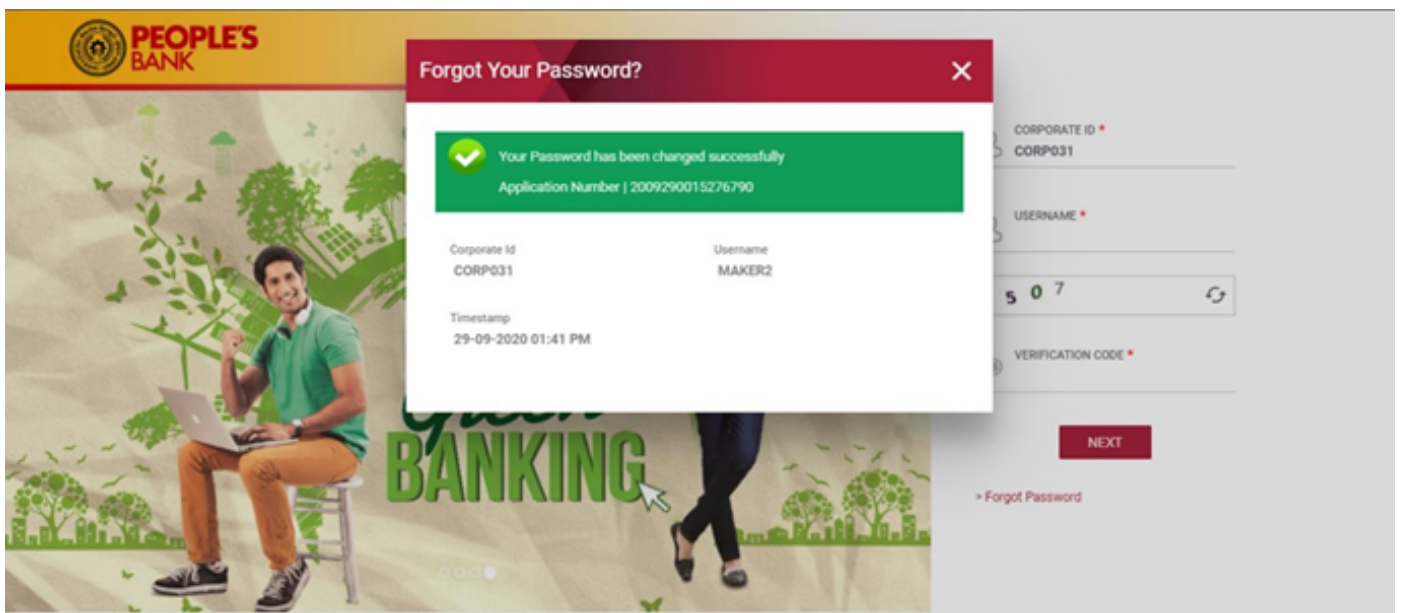 PEOPLE'S
BANK
Forgot Your Password?
Your Password has been changed successfully
Application Number | 2009290015276790
Corporate Id
CORP031
Username
MAKER2
Timestamp
29-09-2020 01:41 PM
CORPORATE ID *
CORP031
USERNAME *
5 0 7
VERIFICATION CODE *
NEXT
> Forgot Password
Green
BANKING